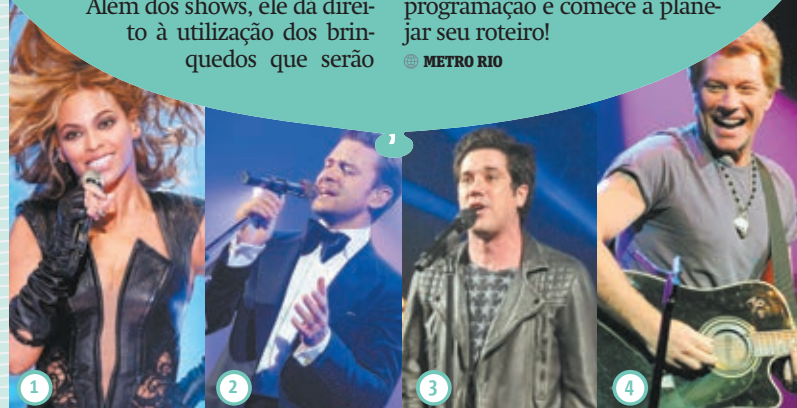 Além dos shows, ele dá direi-
to à utilização dos brin-
quedos que serão
programação e comece a plane-
jar seu roteiro!
METRO RIO
1
2
3
4